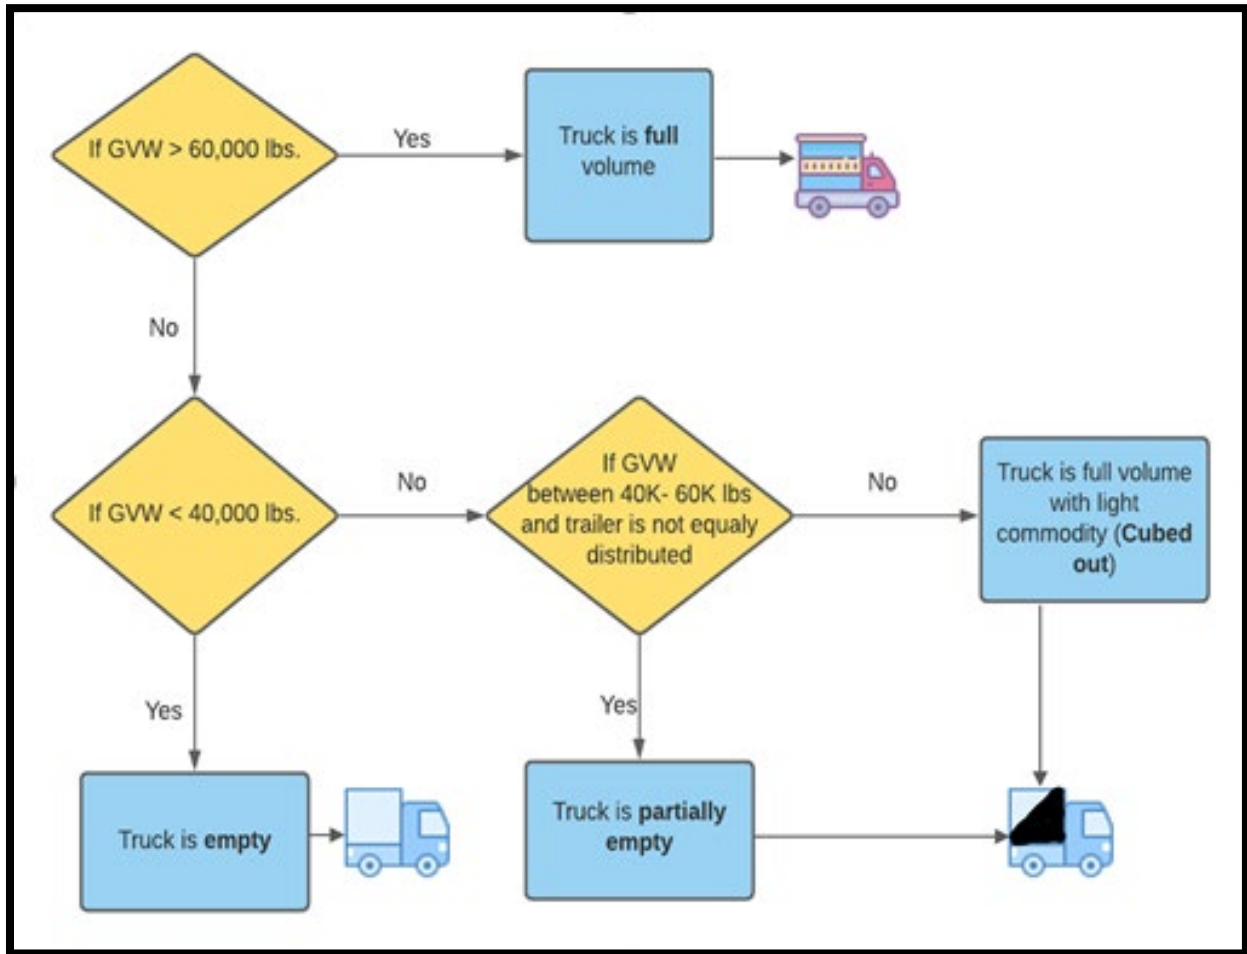 If GVW > 60,000 lbs.
Yes
Truck is full
volume
No
If GVW < 40,000 lbs.
No
If GVW
between 40K- 60K lbs
and trailer is not equaly
distributed
No
Truck is full volume
with light
commodity (Cubed
out)
Yes
Yes
Truck is empty
Truck is partially
empty